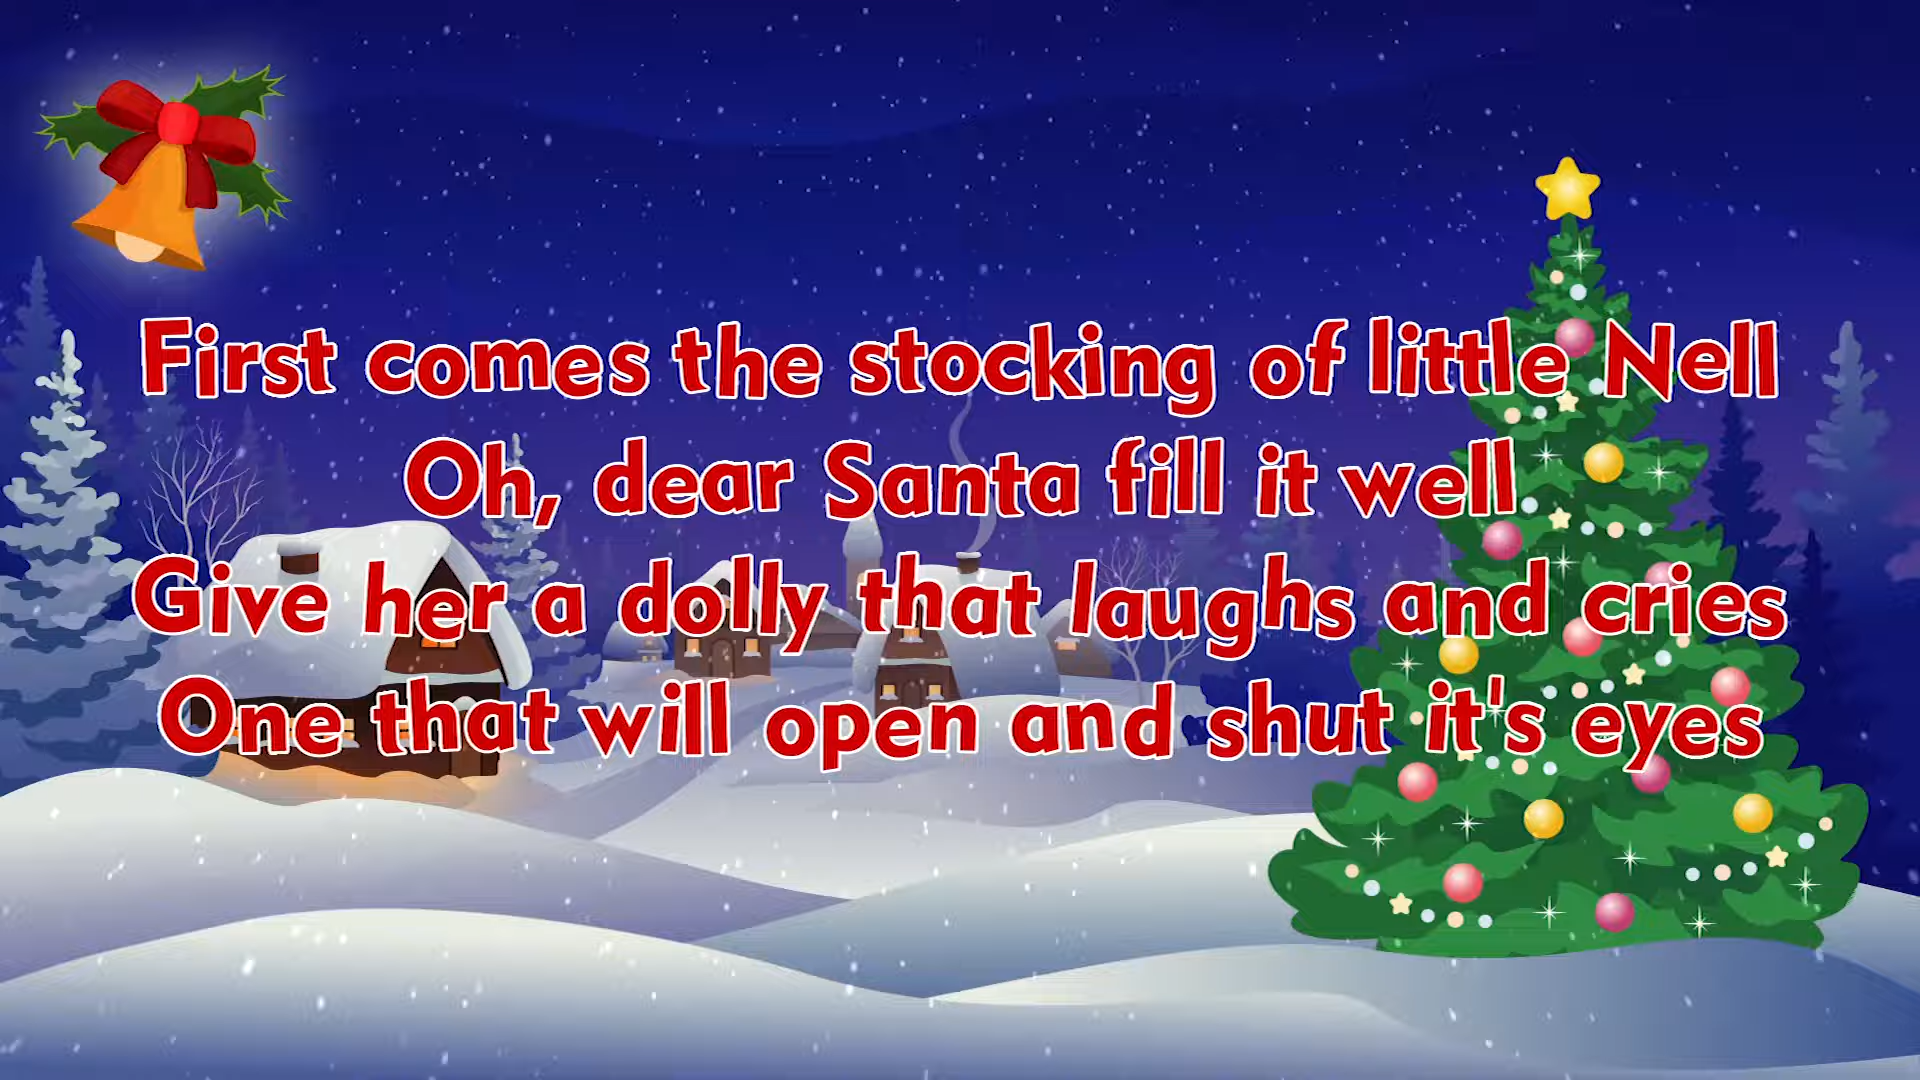 First comes the stocking of little Nell
Oh, dear Santa fill it well
Give her a dolly that laughs and cries
One that will open and shut it's eyes